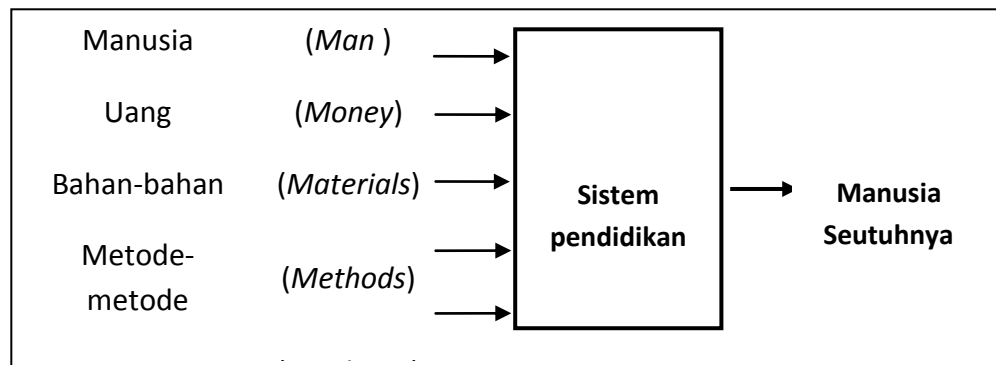 Manusia (Man )
Uang (Money)
Bahan-bahan (Materials)
Metode-
metode (Methods)
Sistem
pendidikan
Manusia
Seutuhnya